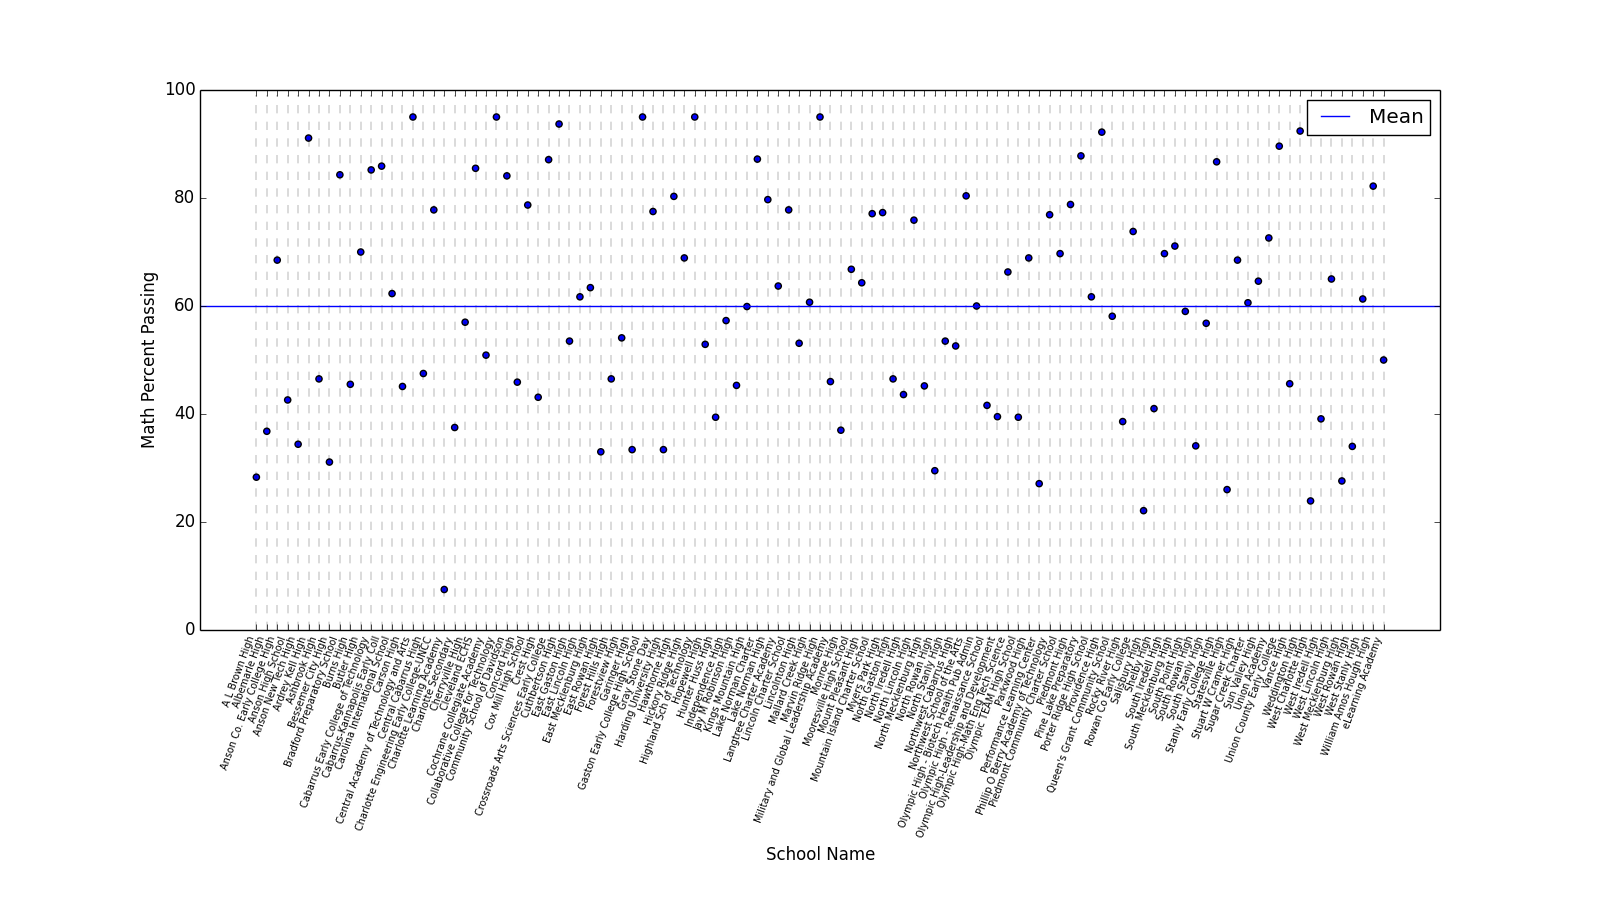 100
80
60
40
20
0
Math Percent Passing
Mean
A L Brown High
Albemarle High
Anson Co. Early College High
Anson High School
Anson New Tech High
Ardrey Kell High
Ashbrook High
Bessemer City High
Bradford Preparatory School
Burns High
Butler High
Cabarrus Early College of Technology
Cabarrus-Kannapolis Early Coll
Carolina International School
Carson High
Central Academy of Technology and Arts
Central Cabarrus High
Charlotte Engineering Early College-UNCC
Charlotte Learning Academy
Charlotte Secondary
Cherryville High
Cleveland ECHS
Cochrane Collegiate Academy
Collaborative College for Technology
Community School of Davidson
Concord High
Cox Mill High School
Crest High
Crossroads Arts Sciences Early College
Cuthbertson High
East Gaston High
East Lincoln High
East Mecklenburg High
East Rowan High
Forest Hills High
Forestview High
Garinger High
Gaston Early College High School
Gray Stone Day
Harding University High
Hawthorne High
Hickory Ridge High
Highland Sch of Technology
Hopewell High
Hunter Huss High
Independence High
Jay M Robinson High
Kings Mountain High
Lake Norman Charter
Lake Norman High
Langtree Charter Academy
Lincoln Charter School
Lincolnton High
Mallard Creek High
Marvin Ridge High
Military and Global Leadership Academy
Monroe High
Mooresville High School
Mount Pleasant High
Mountain Island Charter School
Myers Park High
North Gaston High
North Iredell High
North Lincoln High
North Mecklenburg High
North Rowan High
North Stanly High
Northwest Cabarrus High
Northwest School of the Arts
Olympic High - Biotech Health Pub Admin
Olympic High - Renaissance School
Olympic High-Leadership and Development
Olympic High-Math Eng Tech Science
Olympic TEAM High School
Parkwood High
Performance Learning Center
Phillip O Berry Academy of Technology
Piedmont Community Charter School
Piedmont High
Pine Lake Preparatory
Porter Ridge High School
Providence High
Queen's Grant Community School
Rocky River High
Rowan Co Early College
Salisbury High
Shelby High
South Iredell High
South Mecklenburg High
South Point High
South Rowan High
South Stanly High
Stanly Early College High
Statesville High
Stuart W Cramer High
Sugar Creek Charter
Sun Valley High
Union Academy
Union County Early College
Vance High
Weddington High
West Charlotte High
West Iredell High
West Lincoln High
West Mecklenburg High
West Rowan High
West Stanly High
William Amos Hough High
eLearning Academy
School Name